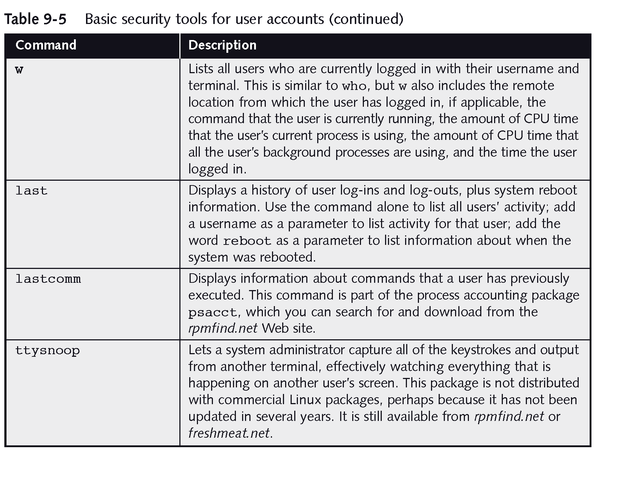 Table 9-5 Basic security tools for user accounts (continued)
Command Description
w Lists all users who are currently logged in with their username and
terminal. This is similar to who, but w also includes the remote
location from which the user has logged in, if applicable, the
command that the user is currently running, the amount of CPU time
that the user's current process is using, the amount of CPU time that
all the user's background processes are using, and the time the user
logged in.
last Displays a history of user log-ins and log-outs, plus system reboot
information. Use the command alone to list all users' activity; add
a username as a parameter to list activity for that user; add the
word reboot as a parameter to list information about when the
system was rebooted.
lastcomm Displays information about commands that a user has previously
executed. This command is part of the process accounting package
psacct, which you can search for and download from the
rpmfind.net Web site.
ttysnoop Lets a system administrator capture all of the keystrokes and output
from another terminal, effectively watching everything that is
happening on another user's screen. This package is not distributed
with commercial Linux packages, perhaps because it has not been
updated in several years. It is still available from rpmfind.net or
freshmeat.net.